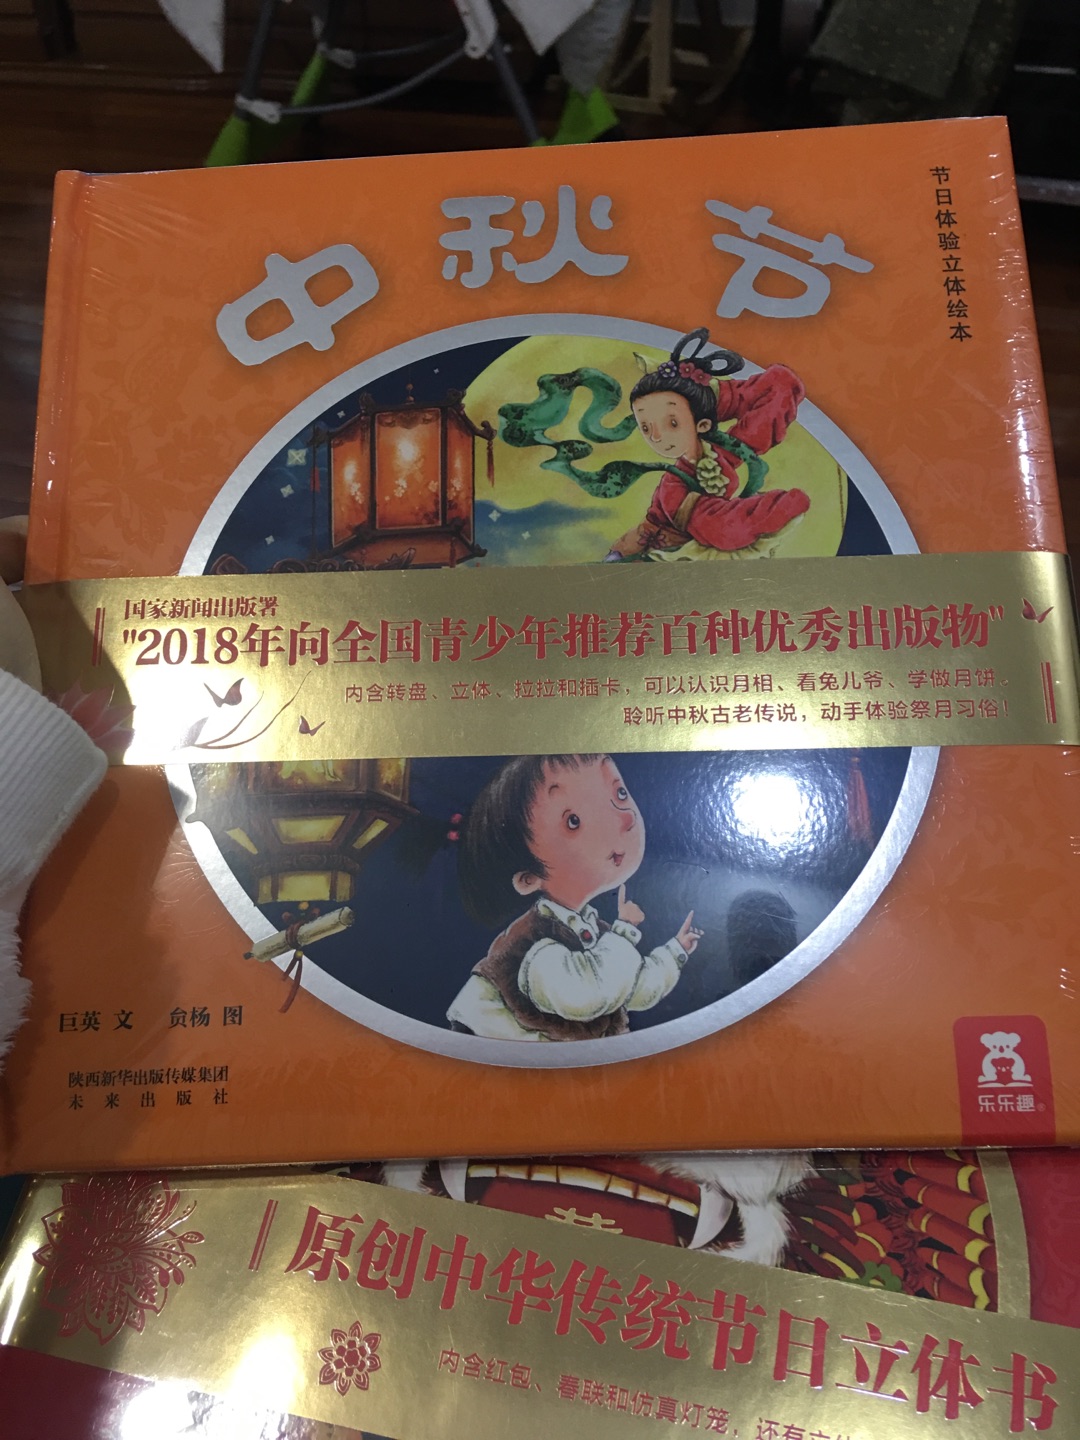 中秋节
节日体验立体绘本
国家新闻出版署
"2018年向全国青少年推荐百种优秀出版物"
内含转盘、立体、拉拉和插卡，可以认识月相、看兔儿爷、学做月饼、
聆听中秋古老传说，动手体验祭月习俗！
巨英 文 贠杨 图
陕西新华出版传媒集团
未来出版社
乐乐趣®
原创中华传统节日立体书
内含红包、春联和仿真灯笼，还有立体